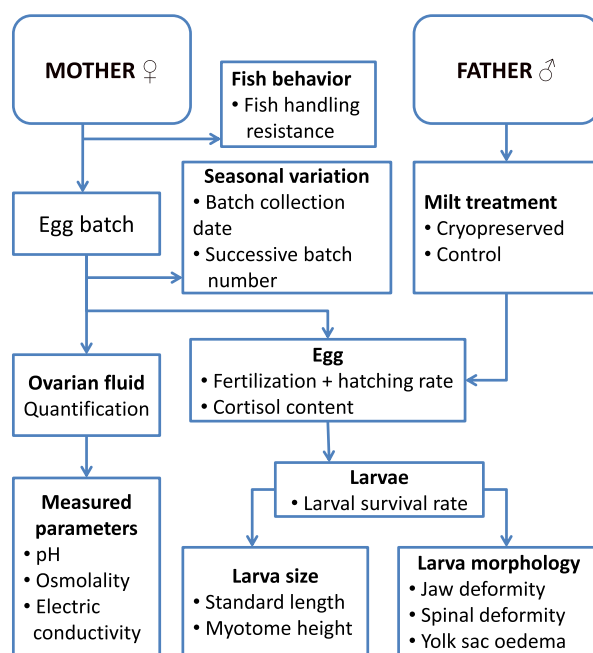 MOTHER ♀
FATHER ♂
Fish behavior
• Fish handling
resistance
Seasonal variation
• Batch collection
date
• Successive batch
number
Milt treatment
• Cryopreserved
• Control
Egg batch
Egg
• Fertilization + hatching rate
• Cortisol content
Ovarian fluid
Quantification
Larvae
• Larval survival rate
Measured
parameters
• pH
• Osmolality
• Electric
conductivity
Larva size
• Standard length
• Myotome height
Larva morphology
• Jaw deformity
• Spinal deformity
• Yolk sac oedema